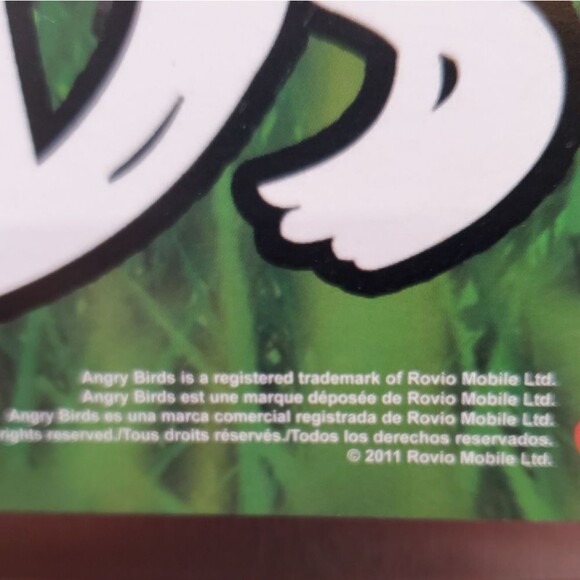 Angry Birds is a registered trademark of Rovio Mobile Ltd.
Angry Birds est une marque déposée de Rovio Mobile Ltd.
Angry Birds es una marca comercial registrada de Rovio Mobile Ltd.
rights reserved./Tous droits réservés./Todos los derechos reservados.
© 2011 Rovio Mobile Ltd.